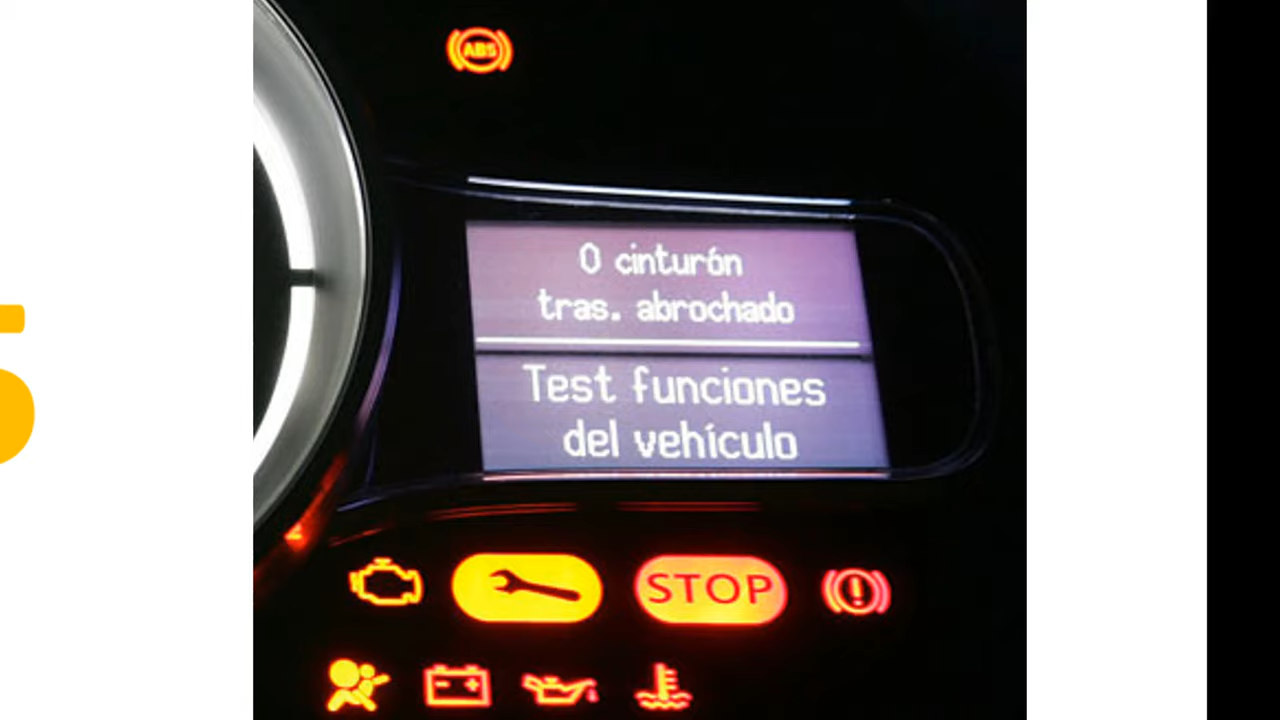 ABS
0 cinturón
tras. abrochado
Test funciones
del vehículo
STOP